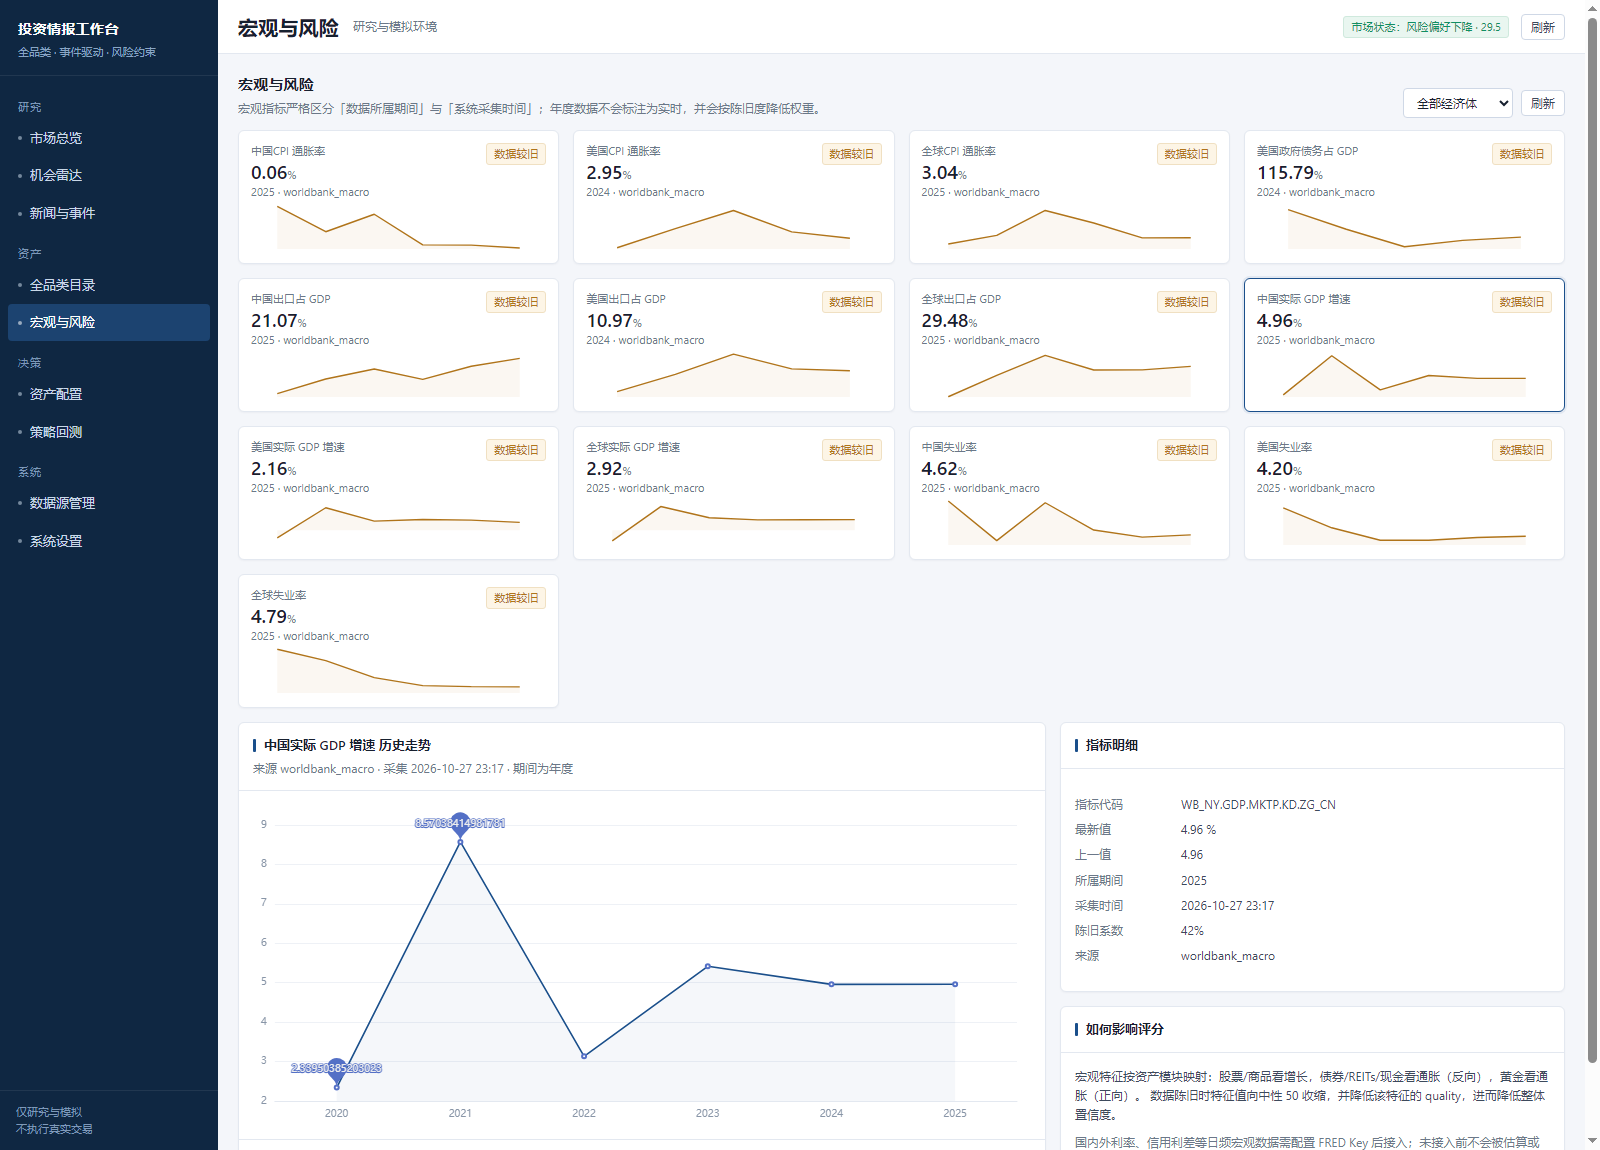 投资情报工作台
全品类 · 事件驱动 · 风险约束
研究
市场总览
机会雷达
新闻与事件
资产
全品类目录
宏观与风险
决策
资产配置
策略回测
系统
数据源管理
系统设置
仅研究与模拟
不执行真实交易
宏观与风险
研究与模拟环境
市场状态：风险偏好下降 · 29.5
刷新
宏观与风险
宏观指标严格区分「数据所属期间」与「系统采集时间」；年度数据不会标注为实时，并会按陈旧度降低权重。
全部经济体
刷新
中国CPI 通胀率
数据较旧
0.06%
2025 · worldbank_macro
美国CPI 通胀率
数据较旧
2.95%
2024 · worldbank_macro
全球CPI 通胀率
数据较旧
3.04%
2025 · worldbank_macro
美国政府债务占 GDP
数据较旧
115.79%
2024 · worldbank_macro
中国出口占 GDP
数据较旧
21.07%
2025 · worldbank_macro
美国出口占 GDP
数据较旧
10.97%
2024 · worldbank_macro
全球出口占 GDP
数据较旧
29.48%
2025 · worldbank_macro
中国实际 GDP 增速
数据较旧
4.96%
2025 · worldbank_macro
美国实际 GDP 增速
数据较旧
2.16%
2025 · worldbank_macro
全球实际 GDP 增速
数据较旧
2.92%
2025 · worldbank_macro
中国失业率
数据较旧
4.62%
2025 · worldbank_macro
美国失业率
数据较旧
4.20%
2025 · worldbank_macro
全球失业率
数据较旧
4.79%
2025 · worldbank_macro
中国实际 GDP 增速 历史走势
来源 worldbank_macro · 采集 2026-10-27 23:17 · 期间为年度
9
8
7
6
5
4
3
2
8.57038414981781
2.33950385203023
2020
2021
2022
2023
2024
2025
指标明细
指标代码 WB_NY.GDP.MKTP.KD.ZG_CN
最新值 4.96 %
上一值 4.96
所属期间 2025
采集时间 2026-10-27 23:17
陈旧系数 42%
来源 worldbank_macro
如何影响评分
宏观特征按资产模块映射：股票/商品看增长，债券/REITs/现金看通胀（反向），黄金看通
胀（正向）。 数据陈旧时特征值向中性 50 收缩，并降低该特征的 quality，进而降低整体
置信度。
国内外利率、信用利差等日频宏观数据需配置 FRED Key 后接入；未接入前不会被估算或